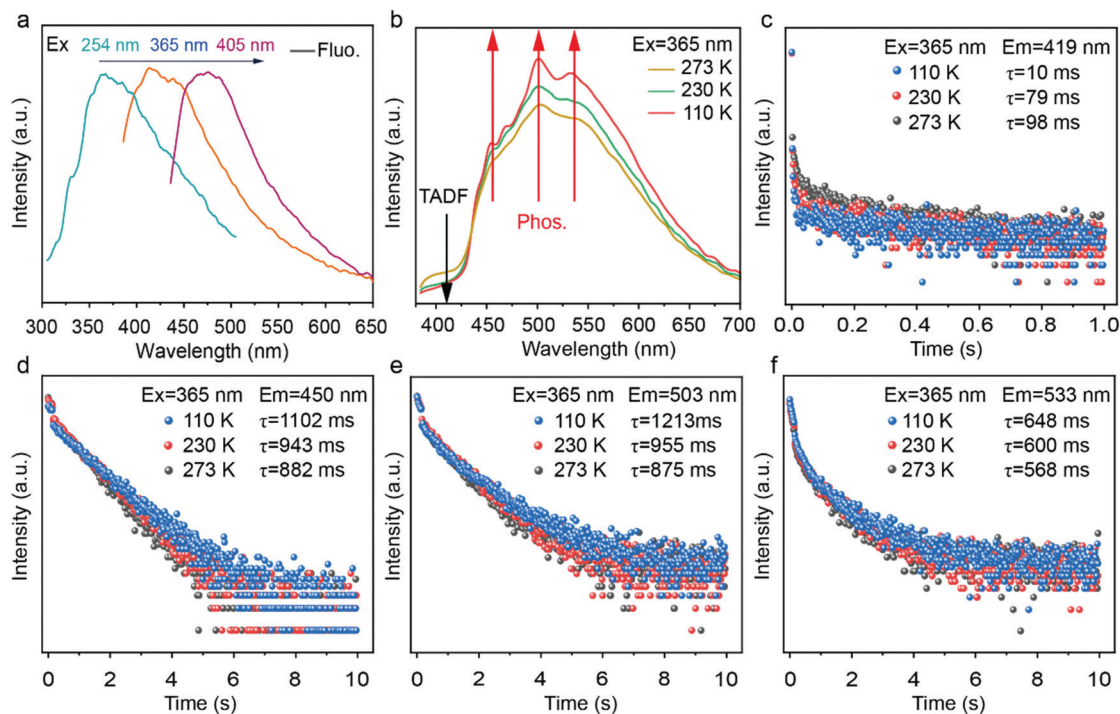 a
Ex 254 nm 365 nm 405 nm
Fluo.
Intensity (a.u.)
300 350 400 450 500 550 600 650
Wavelength (nm)
b
Ex=365 nm
273 K
230 K
110 K
TADF
Phos.
Intensity (a.u.)
400 450 500 550 600 650 700
Wavelength (nm)
c
Ex=365 nm Em=419 nm
110 K τ=10 ms
230 K τ=79 ms
273 K τ=98 ms
Intensity (a.u.)
0.0 0.2 0.4 0.6 0.8 1.0
Time (s)
d
Ex=365 nm Em=450 nm
110 K τ=1102 ms
230 K τ=943 ms
273 K τ=882 ms
Intensity (a.u.)
0 2 4 6 8 10
Time (s)
e
Ex=365 nm Em=503 nm
110 K τ=1213ms
230 K τ=955 ms
273 K τ=875 ms
Intensity (a.u.)
0 2 4 6 8 10
Time (s)
f
Ex=365 nm Em=533 nm
110 K τ=648 ms
230 K τ=600 ms
273 K τ=568 ms
Intensity (a.u.)
0 2 4 6 8 10
Time (s)